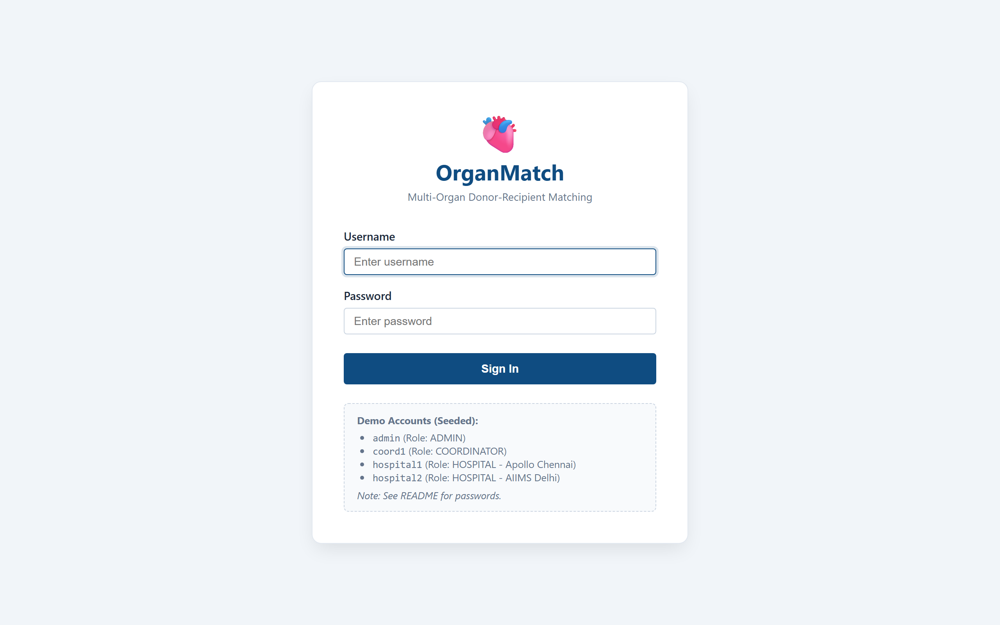 OrganMatch
Multi-Organ Donor-Recipient Matching
Username
Enter username
Password
Enter password
Sign In
Demo Accounts (Seeded):
admin (Role: ADMIN)
coord1 (Role: COORDINATOR)
hospital1 (Role: HOSPITAL - Apollo Chennai)
hospital2 (Role: HOSPITAL - AIIMS Delhi)
Note: See README for passwords.